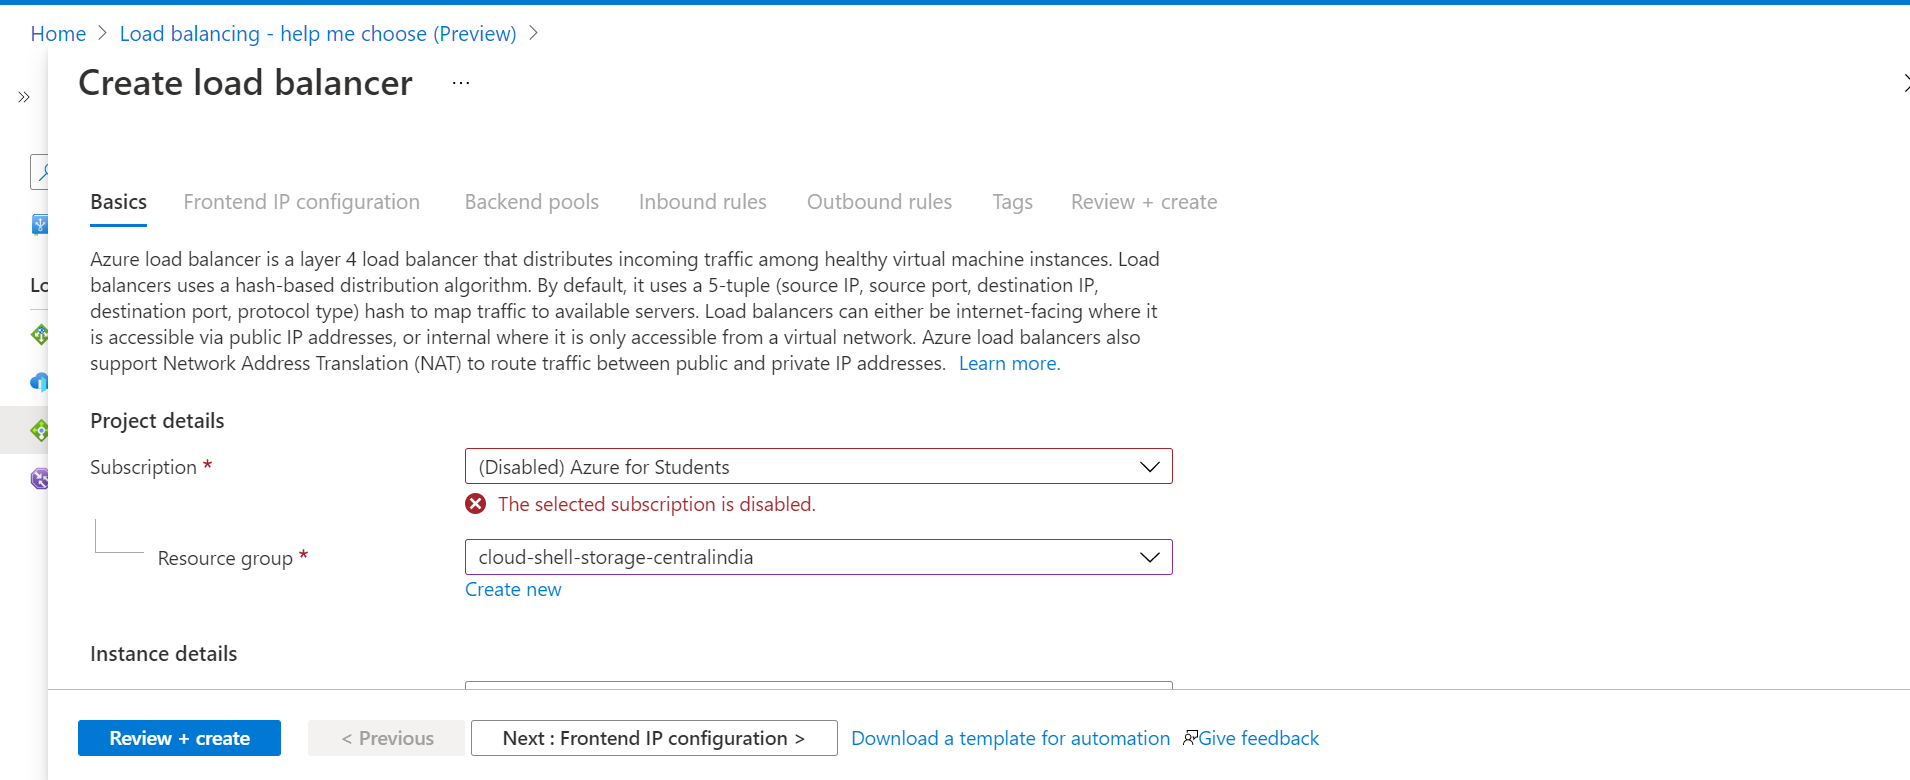 Home > Load balancing - help me choose (Preview) >
Create load balancer ...
Basics Frontend IP configuration Backend pools Inbound rules Outbound rules Tags Review + create
Azure load balancer is a layer 4 load balancer that distributes incoming traffic among healthy virtual machine instances. Load
balancers uses a hash-based distribution algorithm. By default, it uses a 5-tuple (source IP, source port, destination IP,
destination port, protocol type) hash to map traffic to available servers. Load balancers can either be internet-facing where it
is accessible via public IP addresses, or internal where it is only accessible from a virtual network. Azure load balancers also
support Network Address Translation (NAT) to route traffic between public and private IP addresses. Learn more.
Project details
Subscription *
(Disabled) Azure for Students
The selected subscription is disabled.
Resource group *
cloud-shell-storage-centralindia
Create new
Instance details
Review + create
< Previous
Next : Frontend IP configuration >
Download a template for automation
Give feedback